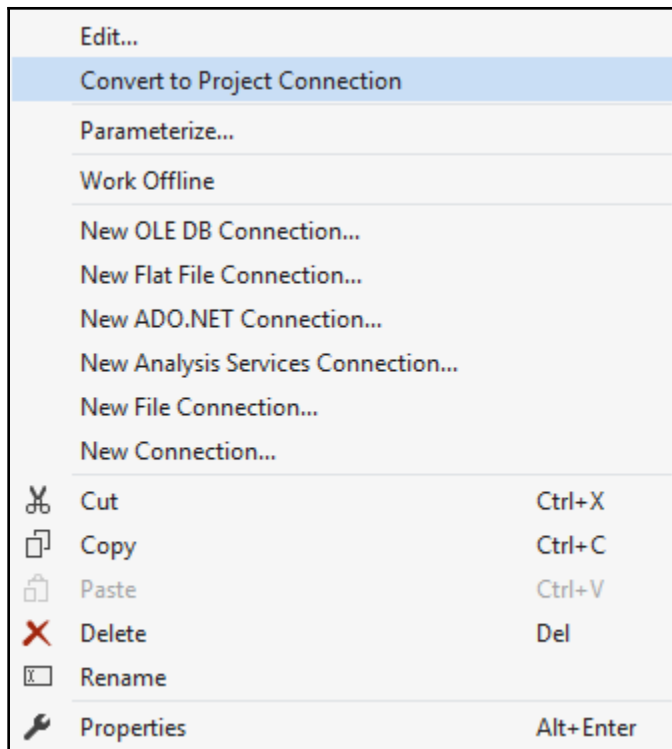 Edit...
Convert to Project Connection
Parameterize...
Work Offline
New OLE DB Connection...
New Flat File Connection...
New ADO.NET Connection...
New Analysis Services Connection...
New File Connection...
New Connection...
Cut Ctrl+X
Copy Ctrl+C
Paste Ctrl+V
Delete Del
Rename
Properties Alt+Enter